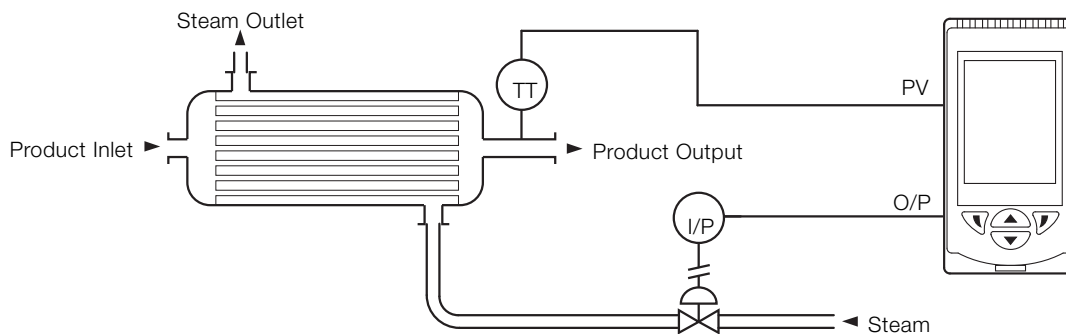 Steam Outlet
TT
PV
Product Inlet
Product Output
O/P
I/P
Steam